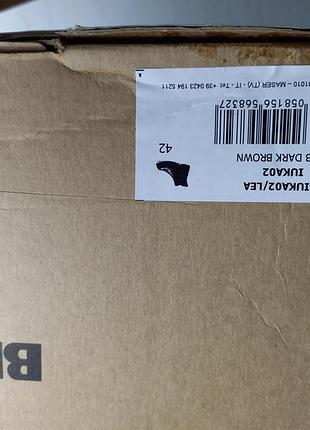 IUKA02/LEA
IUKA02
B DARK BROWN
42
058156 568327
31010 – MASER (TV) - IT - Tel. +39 0423 194 5211